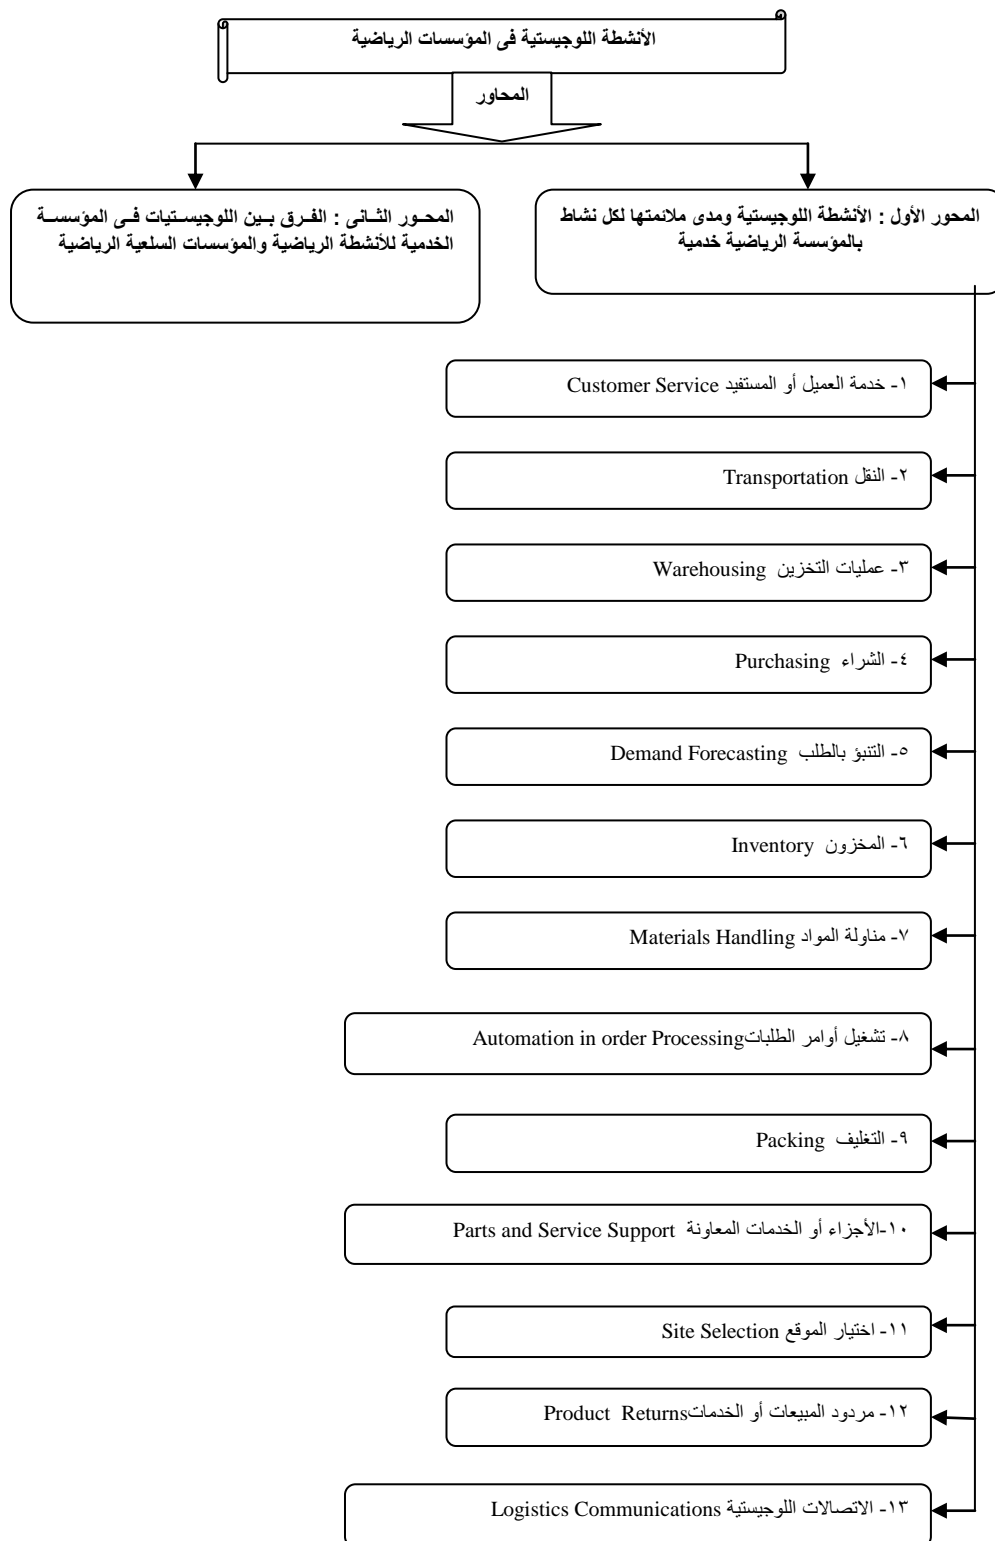 الأنشطة اللوجيستية فى المؤسسات الرياضية
المحاور
المحور الأول : الأنشطة اللوجيستية ومدى ملائمتها لكل نشاط
بالمؤسسة الرياضية خدمية
المحـور الثـانى : الفـرق بـين اللوجيسـتيات فـى المؤسسـة
الخدمية للأنشطة الرياضية والمؤسسات السلعية الرياضية
١- خدمة العميل أو المستفيد Customer Service
٢- النقل Transportation
٣- عمليات التخزين Warehousing
٤- الشراء Purchasing
٥- التنبؤ بالطلب Demand Forecasting
٦- المخزون Inventory
٧- مناولة المواد Materials Handling
٨- تشغيل أوامر الطلباتAutomation in order Processing
٩- التغليف Packing
١٠-الأجزاء أو الخدمات المعاونة Parts and Service Support
١١- اختيار الموقع Site Selection
١٢- مردود المبيعات أو الخدماتProduct Returns
١٣- الاتصالات اللوجيستية Logistics Communications